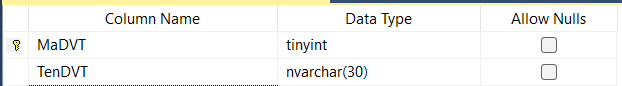 Column Name Data Type Allow Nulls
MaDVT tinyint
TenDVT nvarchar(30)